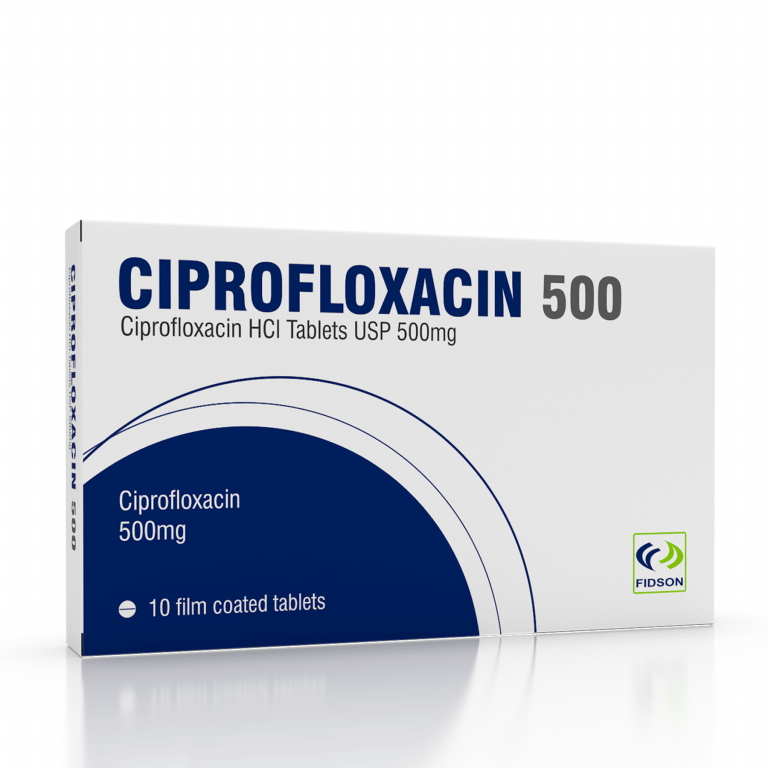 CIPROFLOXACIN 500
Ciprofloxacin HCl Tablets USP 500mg
Ciprofloxacin
500mg
10 film coated tablets
FIDSON
CIPROFLOXACIN 500